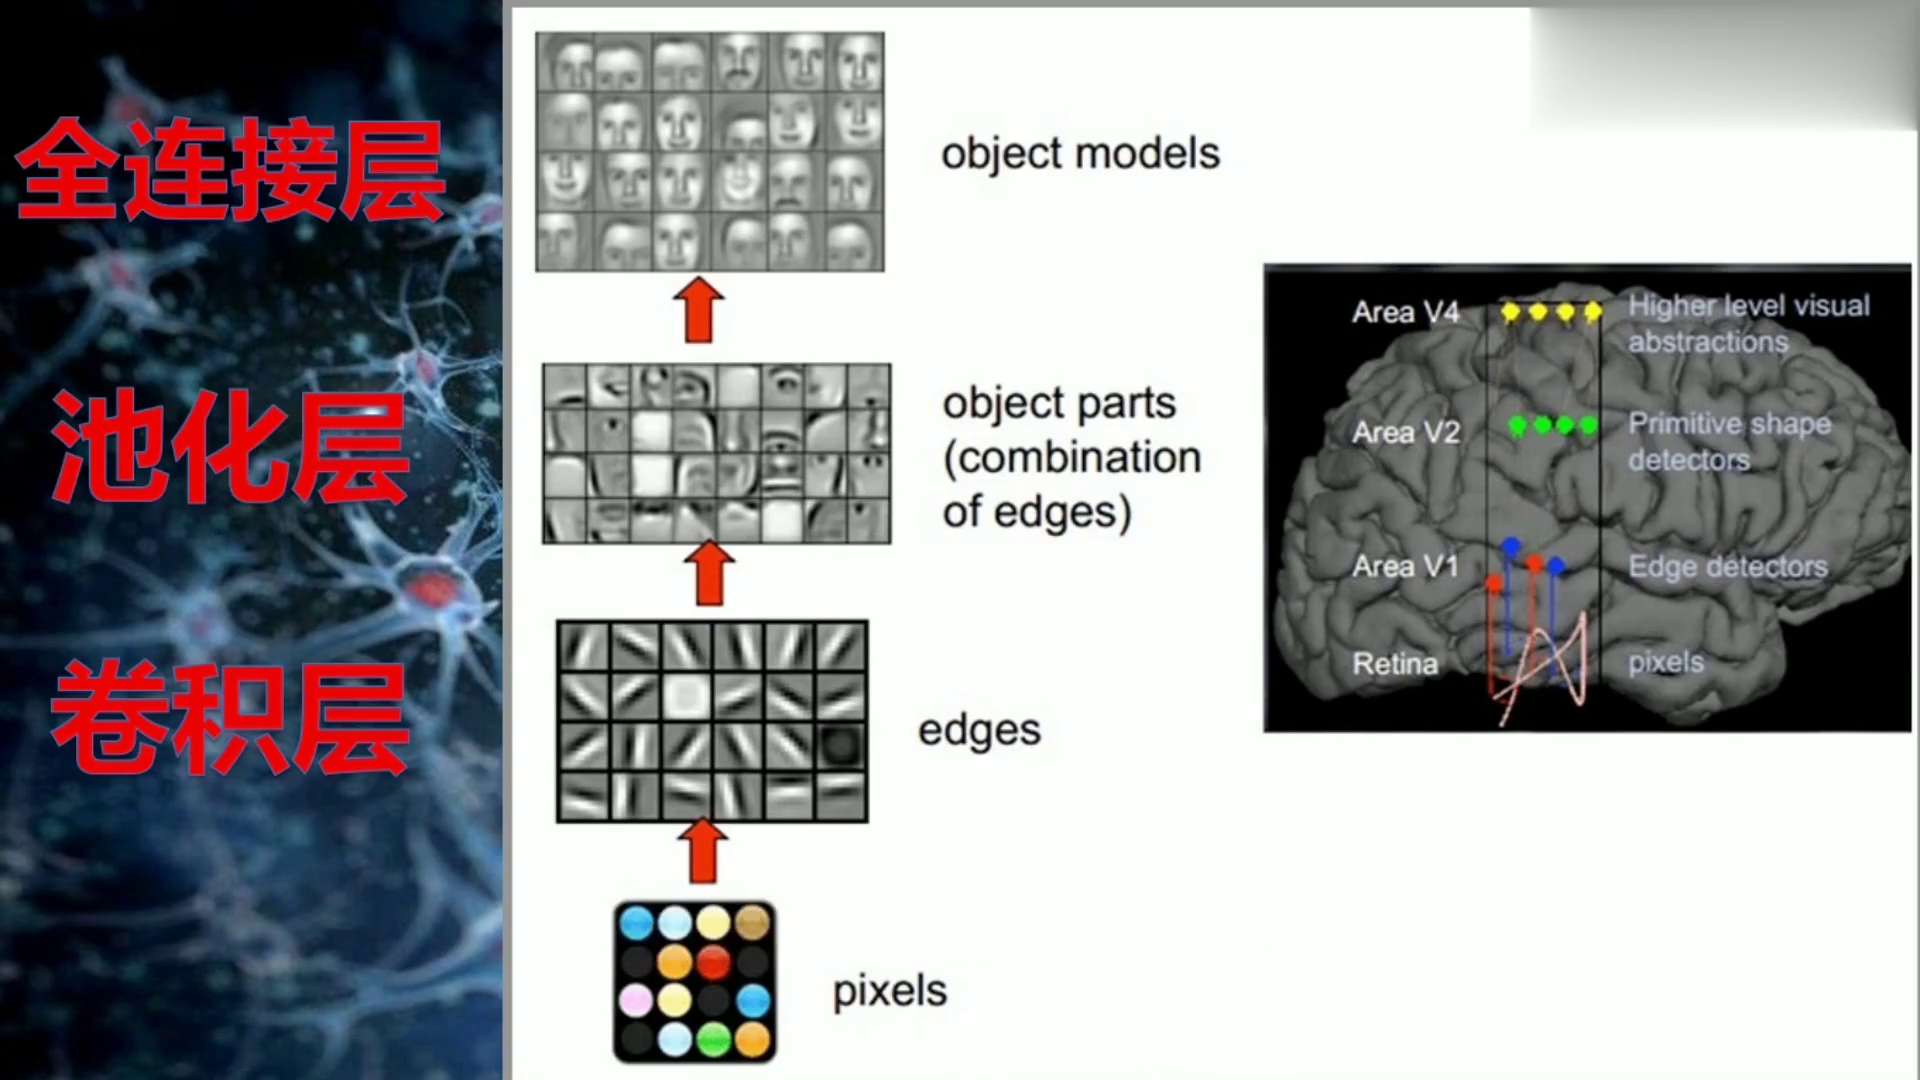 全连接层
池化层
卷积层
object models
object parts
(combination
of edges)
edges
pixels
Area V4
Higher level visual
abstractions
Area V2
Primitive shape
detectors
Area V1
Edge detectors
Retina
pixels